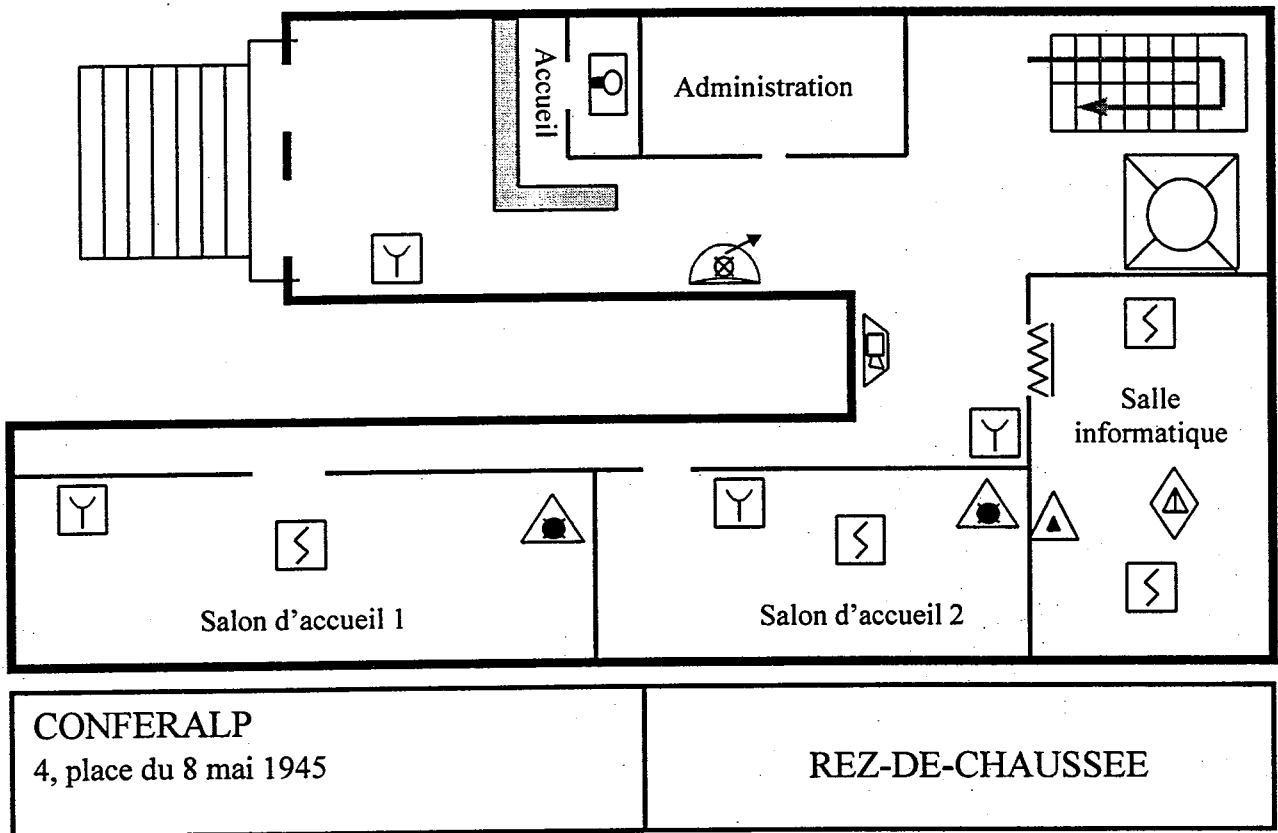 Accueil
Administration
Salle
informatique
Salon d'accueil 1
Salon d'accueil 2
CONFERALP
4, place du 8 mai 1945
REZ-DE-CHAUSSEE